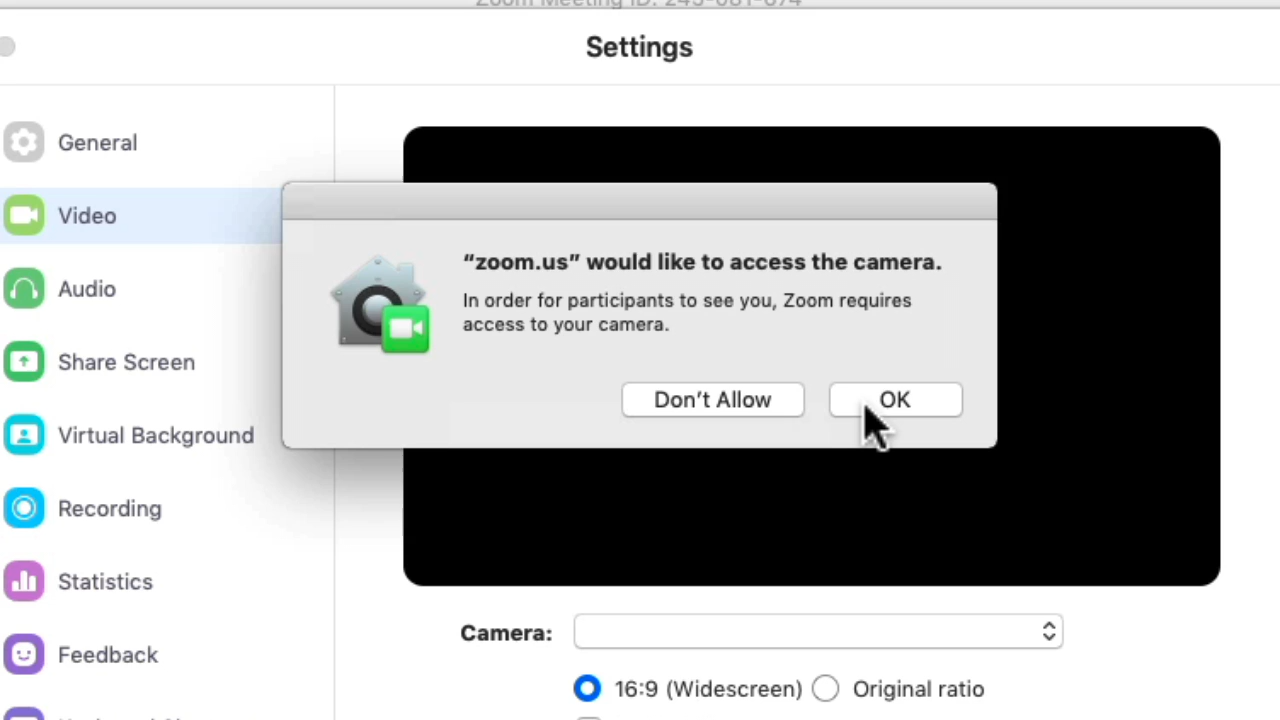 Settings
General
Video
Audio
Share Screen
Virtual Background
Recording
Statistics
Feedback
“zoom.us” would like to access the camera.
In order for participants to see you, Zoom requires
access to your camera.
Don’t Allow
OK
Camera:
16:9 (Widescreen)
Original ratio